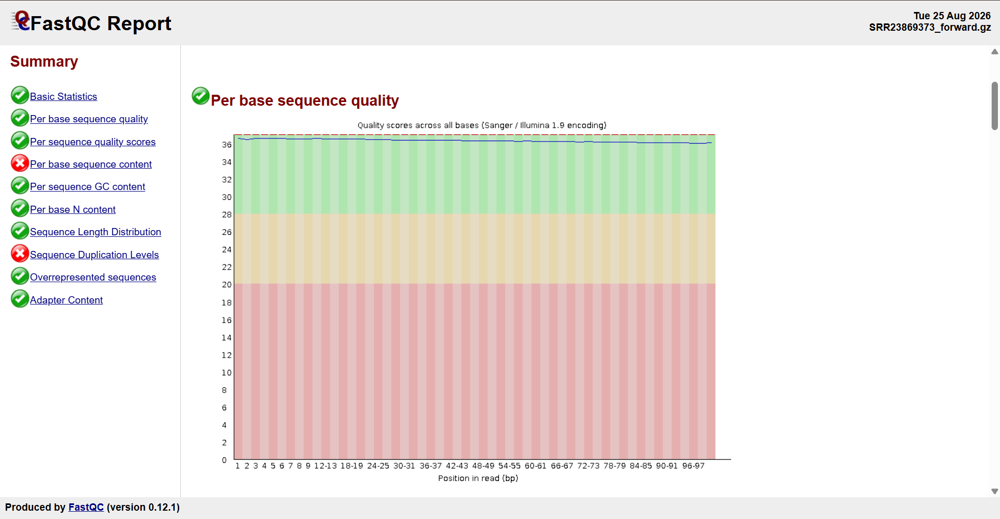 FastQC Report
Tue 25 Aug 2026
SRR23869373_forward.gz
Summary
Basic Statistics
Per base sequence quality
Per sequence quality scores
Per base sequence content
Per sequence GC content
Per base N content
Sequence Length Distribution
Sequence Duplication Levels
Overrepresented sequences
Adapter Content
Per base sequence quality
Quality scores across all bases (Sanger / Illumina 1.9 encoding)
36
34
32
30
28
26
24
22
20
18
16
14
12
10
8
6
4
2
0
1 2 3 4 5 6 7 8 9 12-13 18-19 24-25 30-31 36-37 42-43 48-49 54-55 60-61 66-67 72-73 78-79 84-85 90-91 96-97
Position in read (bp)
Produced by FastQC (version 0.12.1)